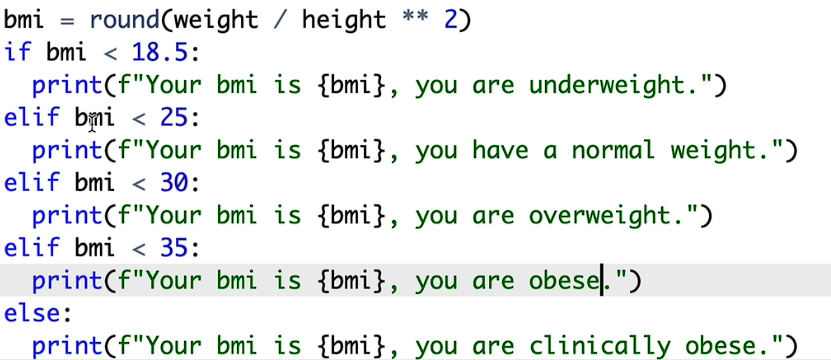 bmi = round(weight / height ** 2)
if bmi < 18.5:
  print(f"Your bmi is {bmi}, you are underweight.")
elif bmi < 25:
  print(f"Your bmi is {bmi}, you have a normal weight.")
elif bmi < 30:
  print(f"Your bmi is {bmi}, you are overweight.")
elif bmi < 35:
  print(f"Your bmi is {bmi}, you are obese.")
else:
  print(f"Your bmi is {bmi}, you are clinically obese.")